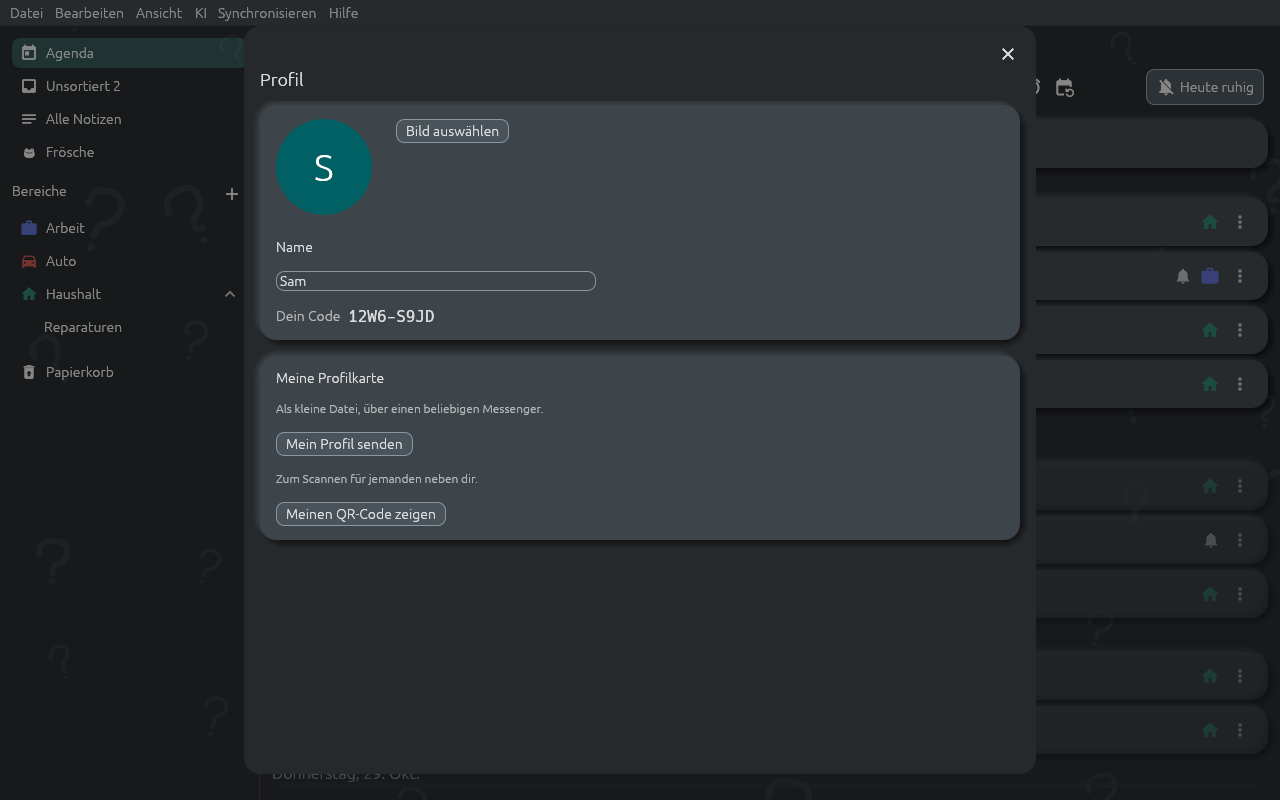 Datei Bearbeiten Ansicht KI Synchronisieren Hilfe
Agenda
Unsortiert 2
Alle Notizen
Frösche
Bereiche
Arbeit
Auto
Haushalt
Reparaturen
Papierkorb
Profil
S
Bild auswählen
Name
Sam
Dein Code 12W6-S9JD
Meine Profilkarte
Als kleine Datei, über einen beliebigen Messenger.
Mein Profil senden
Zum Scannen für jemanden neben dir.
Meinen QR-Code zeigen
Heute ruhig
Donnerstag, 29. Okt.